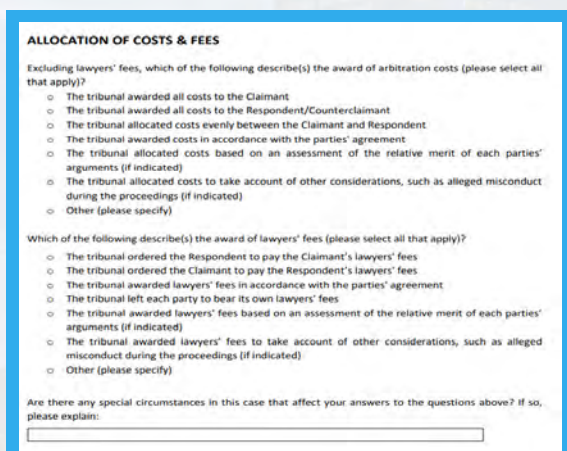 ALLOCATION OF COSTS & FEES
Excluding lawyers' fees, which of the following describe(s) the award of arbitration costs (please select all
that apply)?
o The tribunal awarded all costs to the Claimant
o The tribunal awarded all costs to the Respondent/Counterclaimant
o The tribunal allocated costs evenly between the Claimant and Respondent
o The tribunal awarded costs in accordance with the parties' agreement
o The tribunal allocated costs based on an assessment of the relative merit of each parties'
arguments (if indicated)
o The tribunal allocated costs to take account of other considerations, such as alleged misconduct
during the proceedings (if indicated)
o Other (please specify)
Which of the following describe(s) the award of lawyers' fees (please select all that apply)?
o The tribunal ordered the Respondent to pay the Claimant's lawyers' fees
o The tribunal ordered the Claimant to pay the Respondent's lawyers' fees
o The tribunal awarded lawyers' fees in accordance with the parties' agreement
o The tribunal left each party to bear its own lawyers' fees
o The tribunal awarded lawyers' fees based on an assessment of the relative merit of each parties'
arguments (if indicated)
o The tribunal awarded lawyers' fees to take account of other considerations, such as alleged
misconduct during the proceedings (if indicated)
o Other (please specify)
Are there any special circumstances in this case that affect your answers to the questions above? If so,
please explain: